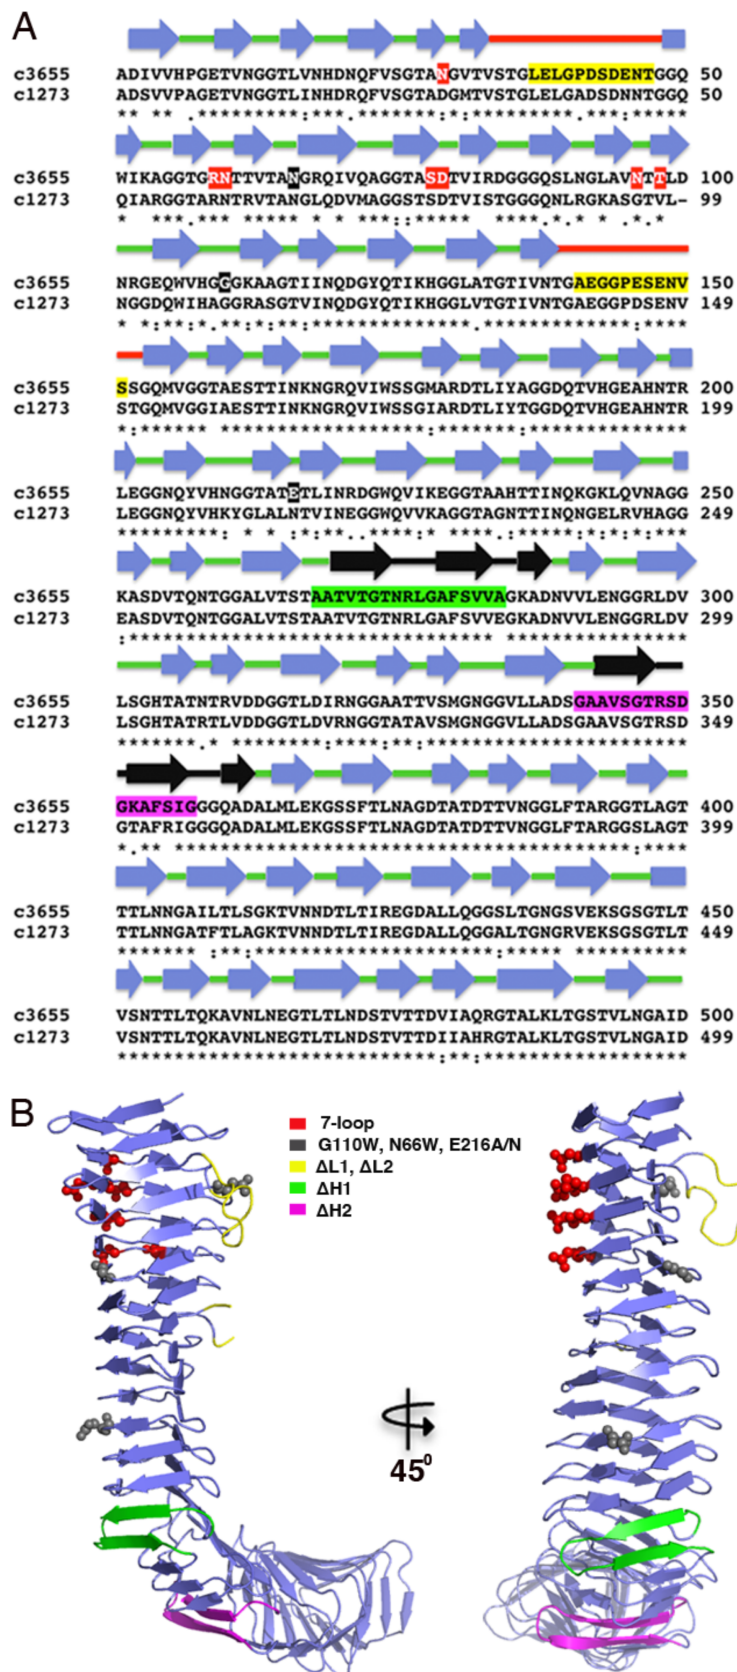 A
c3655 ADIVVHPGETVNGGTLVNHDNQFVSGTANGVTVSTGLELGPDSDENTGGQ 50
c1273 ADSVVPAGETVNGGTLINHDRQFVSGTADGMTVSTGLELGADSDNNTGGQ 50
** ** .*********:***.*******:*:*********.***:*****
c3655 WIKAGGTGRNTTVTANGRQIVQAGGTASDTVIRDGGGQSLNGLAVNTTLD 100
c1273 QIARGGTARNTRVTANGLQDVMAGGSTSDTVISTGGGQNLRGKASGTVL- 99
c3655 NRGEQWVHGGGKAAGTIINQDGYQTIKHGGLATGTIVNTGAEGGPESENV 150
c1273 NGGDQWIHAGGRASGTVINQDGYQTIKHGGLVTGTIVNTGAEGGPDSENV 149
c3655 SSGQMVGGTAESTTINKNGRQVIWSSGMARDTLIYAGGDQTVHGEAHNTR 200
c1273 STGQMVGGIAESTTINKNGRQVIWSSGIARDTLIYTGGDQTVHGEAHNTR 199
*:****** ******************:*******:**************
c3655 LEGGNQYVHNGGTATETLINRDGWQVIKEGGTAAHTTINQKGKLQVNAGG 250
c1273 LEGGNQYVHKYGLALNTVINEGGWQVVKAGGTAGNTTINQNGELRVHAGG 249
c3655 KASDVTQNTGGALVTSTAATVTGTNRLGAFSVVAGKADNVVLENGGRLDV 300
c1273 EASDVTQNTGGALVTSTAATVTGTNRLGAFSVVEGKADNVVLENGGRLDV 299
:******************************** ****************
c3655 LSGHTATNTRVDDGGTLDIRNGGAATTVSMGNGGVLLADSGAAVSGTRSD 350
c1273 LSGHTATRTLVDDGGTLDVRNGGTATAVSMGNGGVLLADSGAAVSGTRSD 349
*******.* ********:****:**:***********************
c3655 GKAFSIGGGQADALMLEKGSSFTLNAGDTATDTTVNGGLFTARGGTLAGT 400
c1273 GTAFRIGGGQADALMLEKGSSFTLNAGDTATDTTVNGGLFTARGGSLAGT 399
*.** ****************************************:****
c3655 TTLNNGAILTLSGKTVNNDTLTIREGDALLQGGSLTGNGSVEKSGSGTLT 450
c1273 TTLNNGATFTLAGKTVNNDTLTIREGDALLQGGALTGNGRVEKSGSGTLT 449
c3655 VSNTTLTQKAVNLNEGTLTLNDSTVTTDVIAQRGTALKLTGSTVLNGAID 500
c1273 VSNTTLTQKAVNLNEGTLTLNDSTVTTDIIAHRGTALKLTGSTVLNGAID 499
****************************:**:******************
B
7-loop
G110W, N66W, E216A/N
ΔL1, ΔL2
ΔH1
ΔH2
45⁰